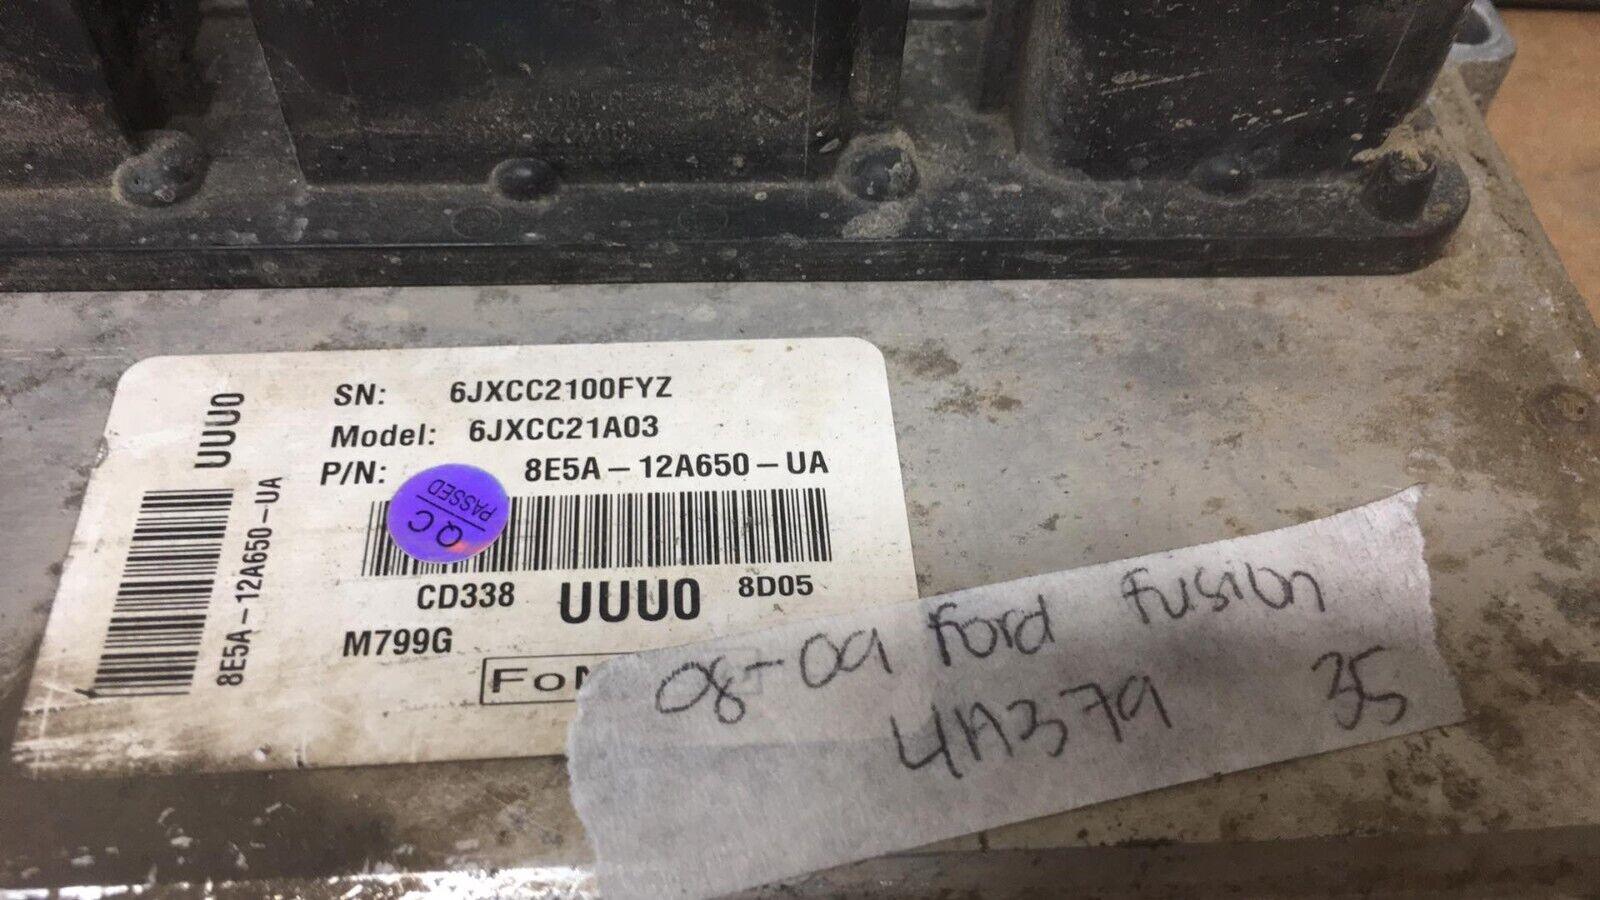 SN: 6JXCC2100FYZ
Model: 6JXCC21A03
P/N: 8E5A-12A650-UA
QC
PASSED
CD338 UUU0 8D05
M799G
UUU0
8E5A-12A650-UA
08-09 Ford Fusion
4A379 35